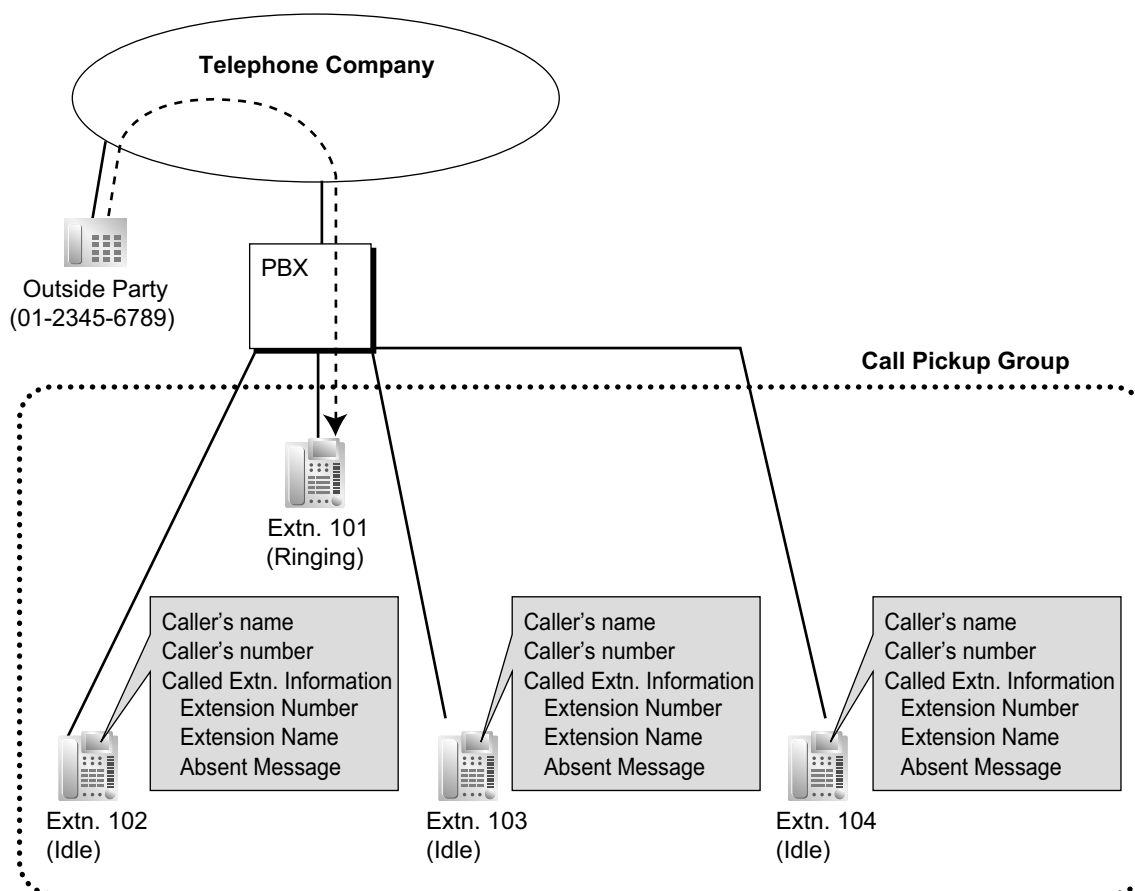 Telephone Company
PBX
Outside Party
(01-2345-6789)
Call Pickup Group
Extn. 101
(Ringing)
Caller's name
Caller's number
Called Extn. Information
Extension Number
Extension Name
Absent Message
Extn. 102
(Idle)
Caller's name
Caller's number
Called Extn. Information
Extension Number
Extension Name
Absent Message
Extn. 103
(Idle)
Caller's name
Caller's number
Called Extn. Information
Extension Number
Extension Name
Absent Message
Extn. 104
(Idle)